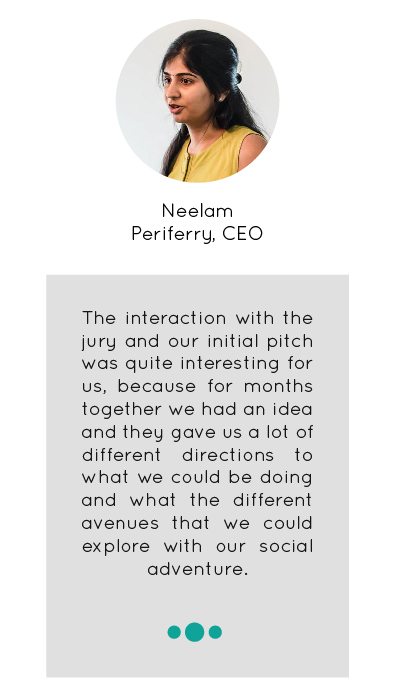 Neelam
Periferry, CEO
The interaction with the
jury and our initial pitch
was quite interesting for
us, because for months
together we had an idea
and they gave us a lot of
different directions to
what we could be doing
and what the different
avenues that we could
explore with our social
adventure.